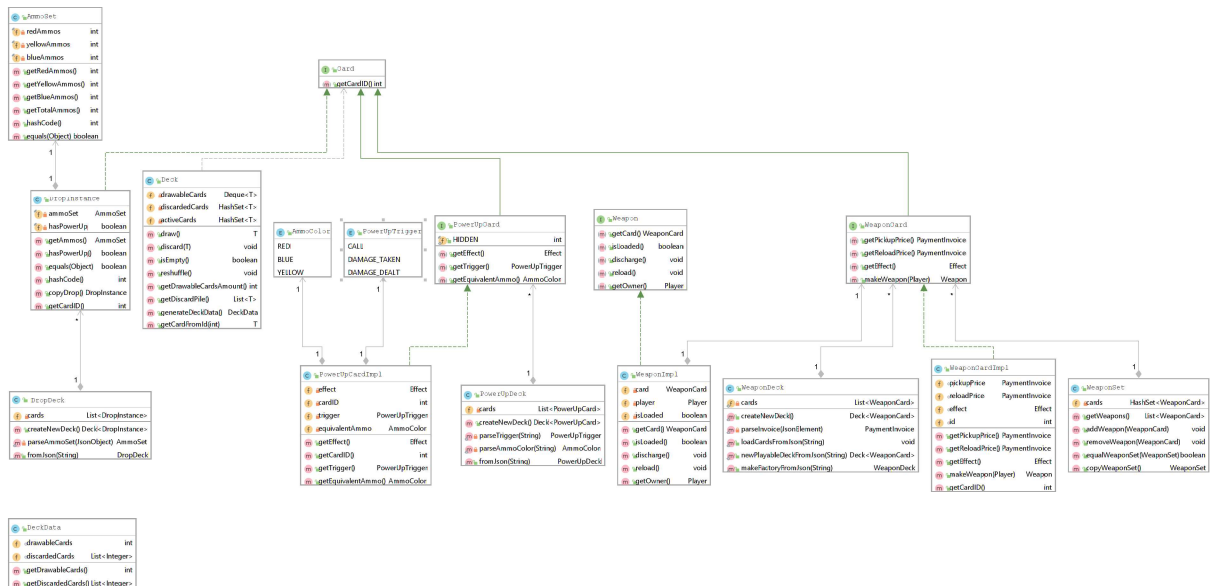 AmmoSet
redAmmos int
yellowAmmos int
blueAmmos int
getRedAmmos() int
getYellowAmmos() int
getBlueAmmos() int
getTotalAmmos() int
hashCode() int
equals(Object) boolean
Card
getCardID() int
1
1
DropInstance
ammoSet AmmoSet
hasPowerUp boolean
getAmmos() AmmoSet
hasPowerUp() boolean
equals(Object) boolean
hashCode() int
copyDrop() DropInstance
getCardID() int
Deck
drawableCards Deque<T>
discardedCards HashSet<T>
activeCards HashSet<T>
draw() T
discard(T) void
isEmpty() boolean
reshuffle() void
getDrawableCardsAmount() int
getDiscardPile() List<T>
generateDeckData() DeckData
getCardFromId(int) T
AmmoColor
RED
BLUE
YELLOW
PowerUpTrigger
CALL
DAMAGE_TAKEN
DAMAGE_DEALT
PowerUpCard
HIDDEN int
getEffect() Effect
getTrigger() PowerUpTrigger
getEquivalentAmmo() AmmoColor
Weapon
getCard() WeaponCard
isLoaded() boolean
discharge() void
reload() void
getOwner() Player
WeaponCard
getPickupPrice() PaymentInvoice
getReloadPrice() PaymentInvoice
getEffect() Effect
makeWeapon(Player) Weapon
1
1
*
1
*
*
*
1
1
1
1
1
1
1
DropDeck
cards List<DropInstance>
createNewDeck() Deck<DropInstance>
parseAmmoSet(JsonObject) AmmoSet
fromJson(String) DropDeck
PowerUpCardImpl
effect Effect
cardID int
trigger PowerUpTrigger
equivalentAmmo AmmoColor
getEffect() Effect
getCardID() int
getTrigger() PowerUpTrigger
getEquivalentAmmo() AmmoColor
PowerUpDeck
cards List<PowerUpCard>
createNewDeck() Deck<PowerUpCard>
parseTrigger(String) PowerUpTrigger
parseAmmoColor(String) AmmoColor
fromJson(String) PowerUpDeck
WeaponImpl
card WeaponCard
player Player
isLoaded boolean
getCard() WeaponCard
isLoaded() boolean
discharge() void
reload() void
getOwner() Player
WeaponDeck
cards List<WeaponCard>
createNewDeck() Deck<WeaponCard>
parseInvoice(JsonElement) PaymentInvoice
loadCardsFromJson(String) void
newPlayableDeckFromJson(String) Deck<WeaponCard>
makeFactoryFromJson(String) WeaponDeck
WeaponCardImpl
pickupPrice PaymentInvoice
reloadPrice PaymentInvoice
effect Effect
id int
getPickupPrice() PaymentInvoice
getReloadPrice() PaymentInvoice
getEffect() Effect
makeWeapon(Player) Weapon
getCardID() int
WeaponSet
cards HashSet<WeaponCard>
getWeapons() List<WeaponCard>
addWeapon(WeaponCard) void
removeWeapon(WeaponCard) void
equalWeaponSet(WeaponSet) boolean
copyWeaponSet() WeaponSet
DeckData
drawableCards int
discardedCards List<Integer>
getDrawableCards() int
getDiscardedCards() List<Integer>